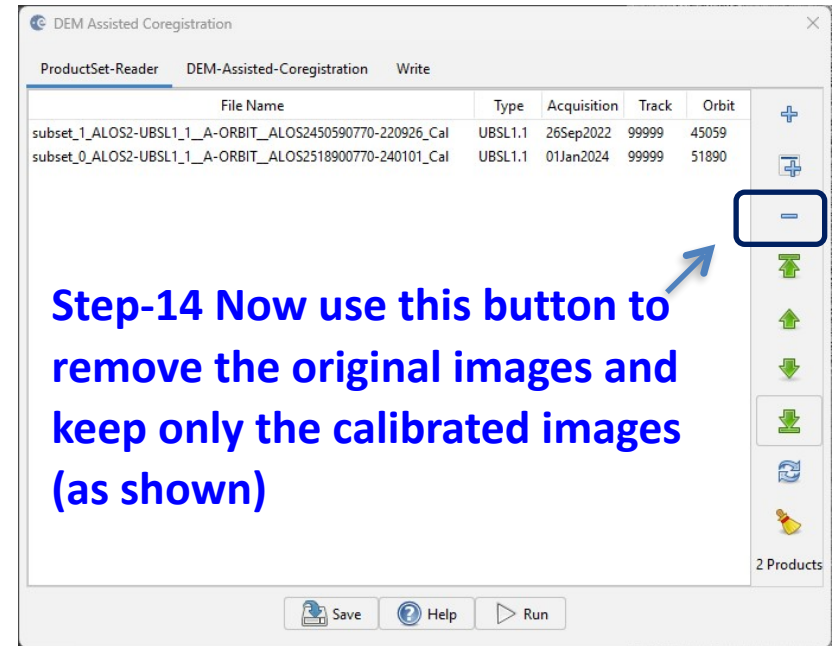 DEM Assisted Coregistration
ProductSet-Reader DEM-Assisted-Coregistration Write
File Name Type Acquisition Track Orbit
subset_1_ALOS2-UBSL1_1__A-ORBIT__ALOS2450590770-220926_Cal UBSL1.1 26Sep2022 99999 45059
subset_0_ALOS2-UBSL1_1__A-ORBIT__ALOS2518900770-240101_Cal UBSL1.1 01Jan2024 99999 51890
Step-14 Now use this button to
remove the original images and
keep only the calibrated images
(as shown)
2 Products
Save Help Run